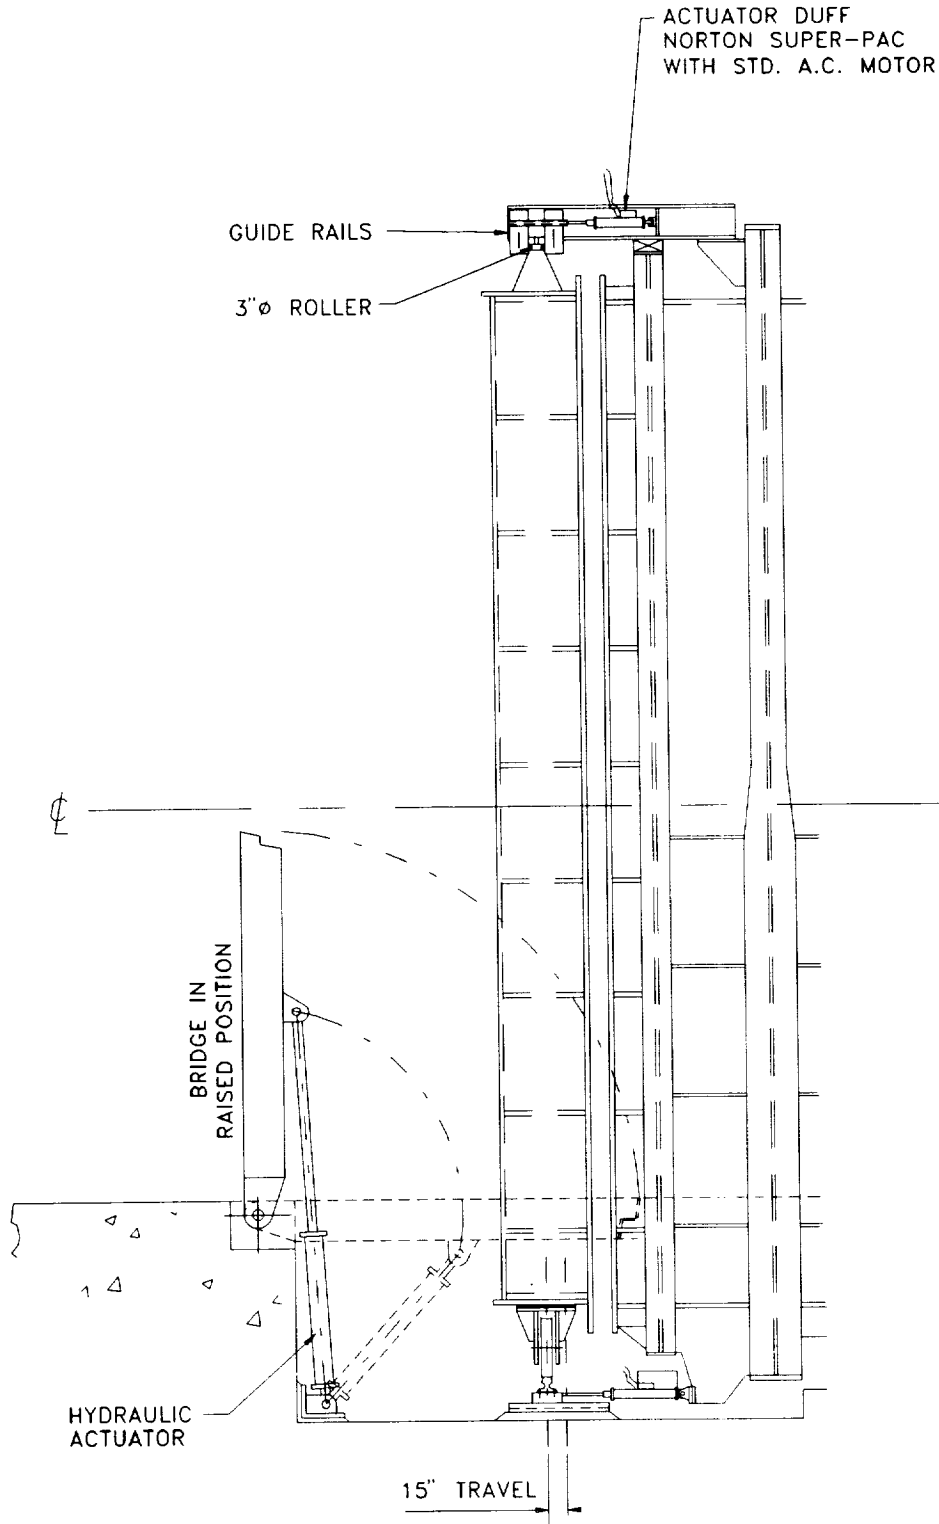 ACTUATOR DUFF
NORTON SUPER-PAC
WITH STD. A.C. MOTOR
GUIDE RAILS
3"ø ROLLER
℄
BRIDGE IN
RAISED POSITION
HYDRAULIC
ACTUATOR
15" TRAVEL